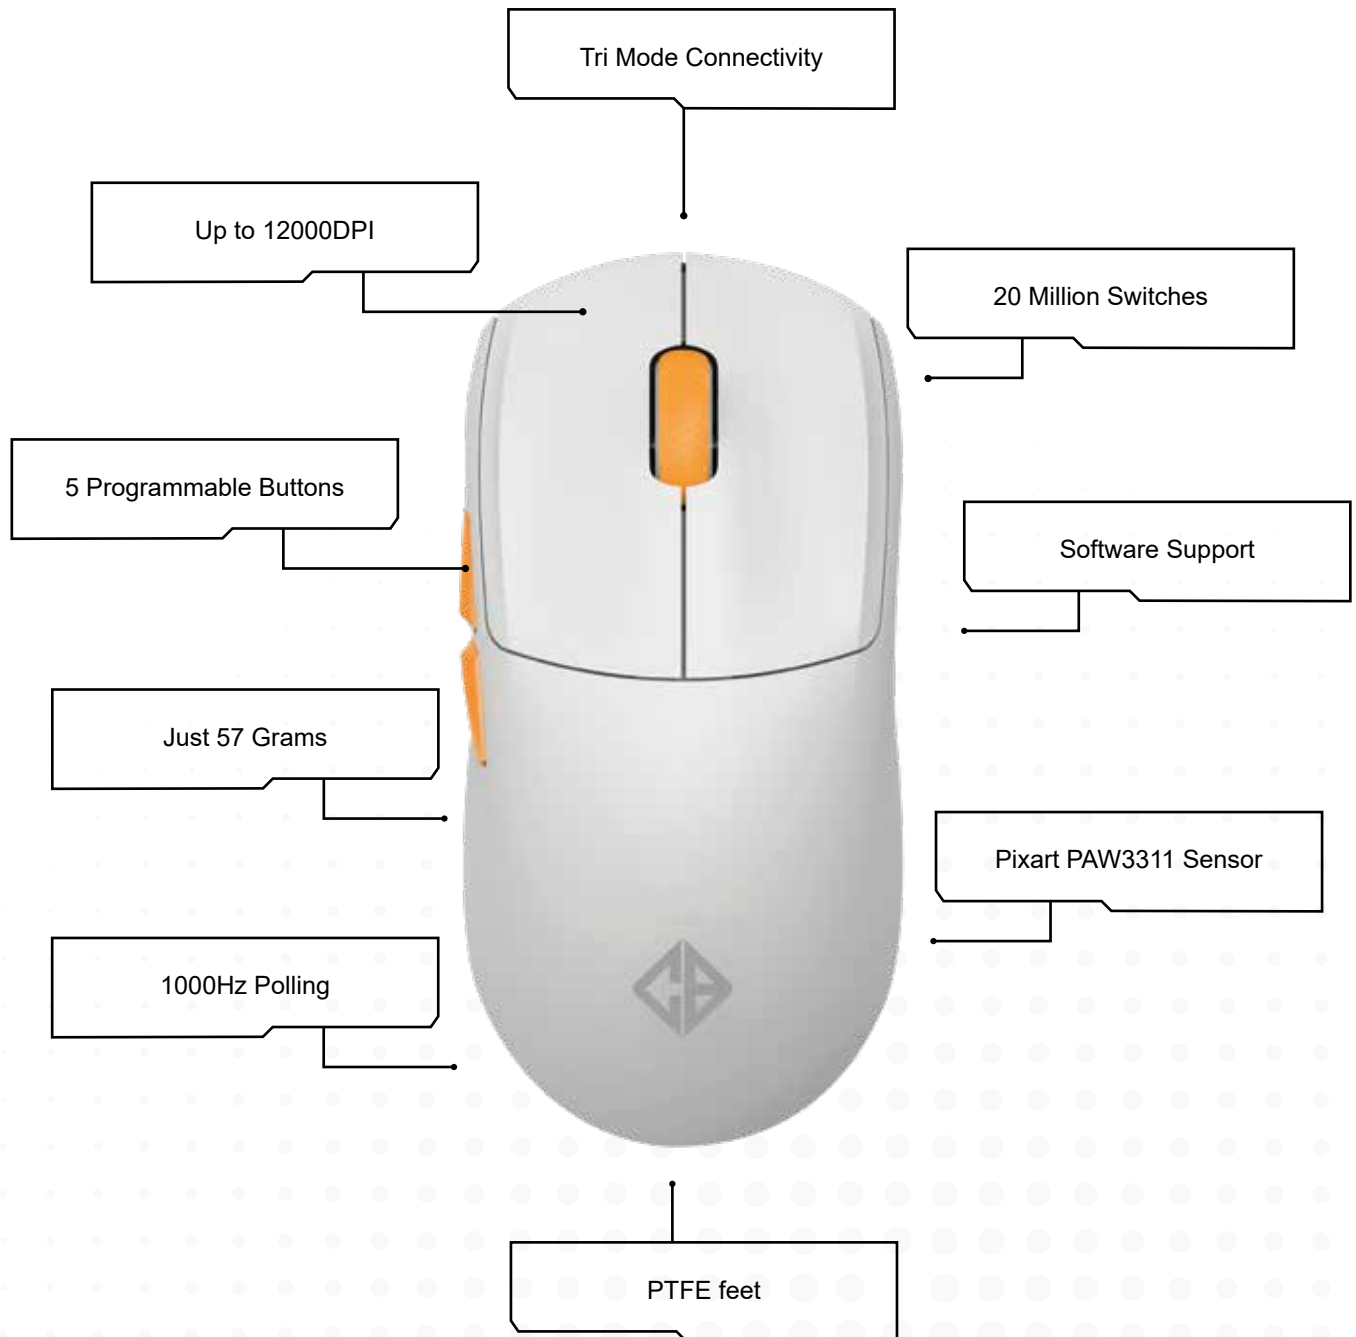 Tri Mode Connectivity
Up to 12000DPI
20 Million Switches
5 Programmable Buttons
Software Support
Just 57 Grams
Pixart PAW3311 Sensor
1000Hz Polling
CB
PTFE feet